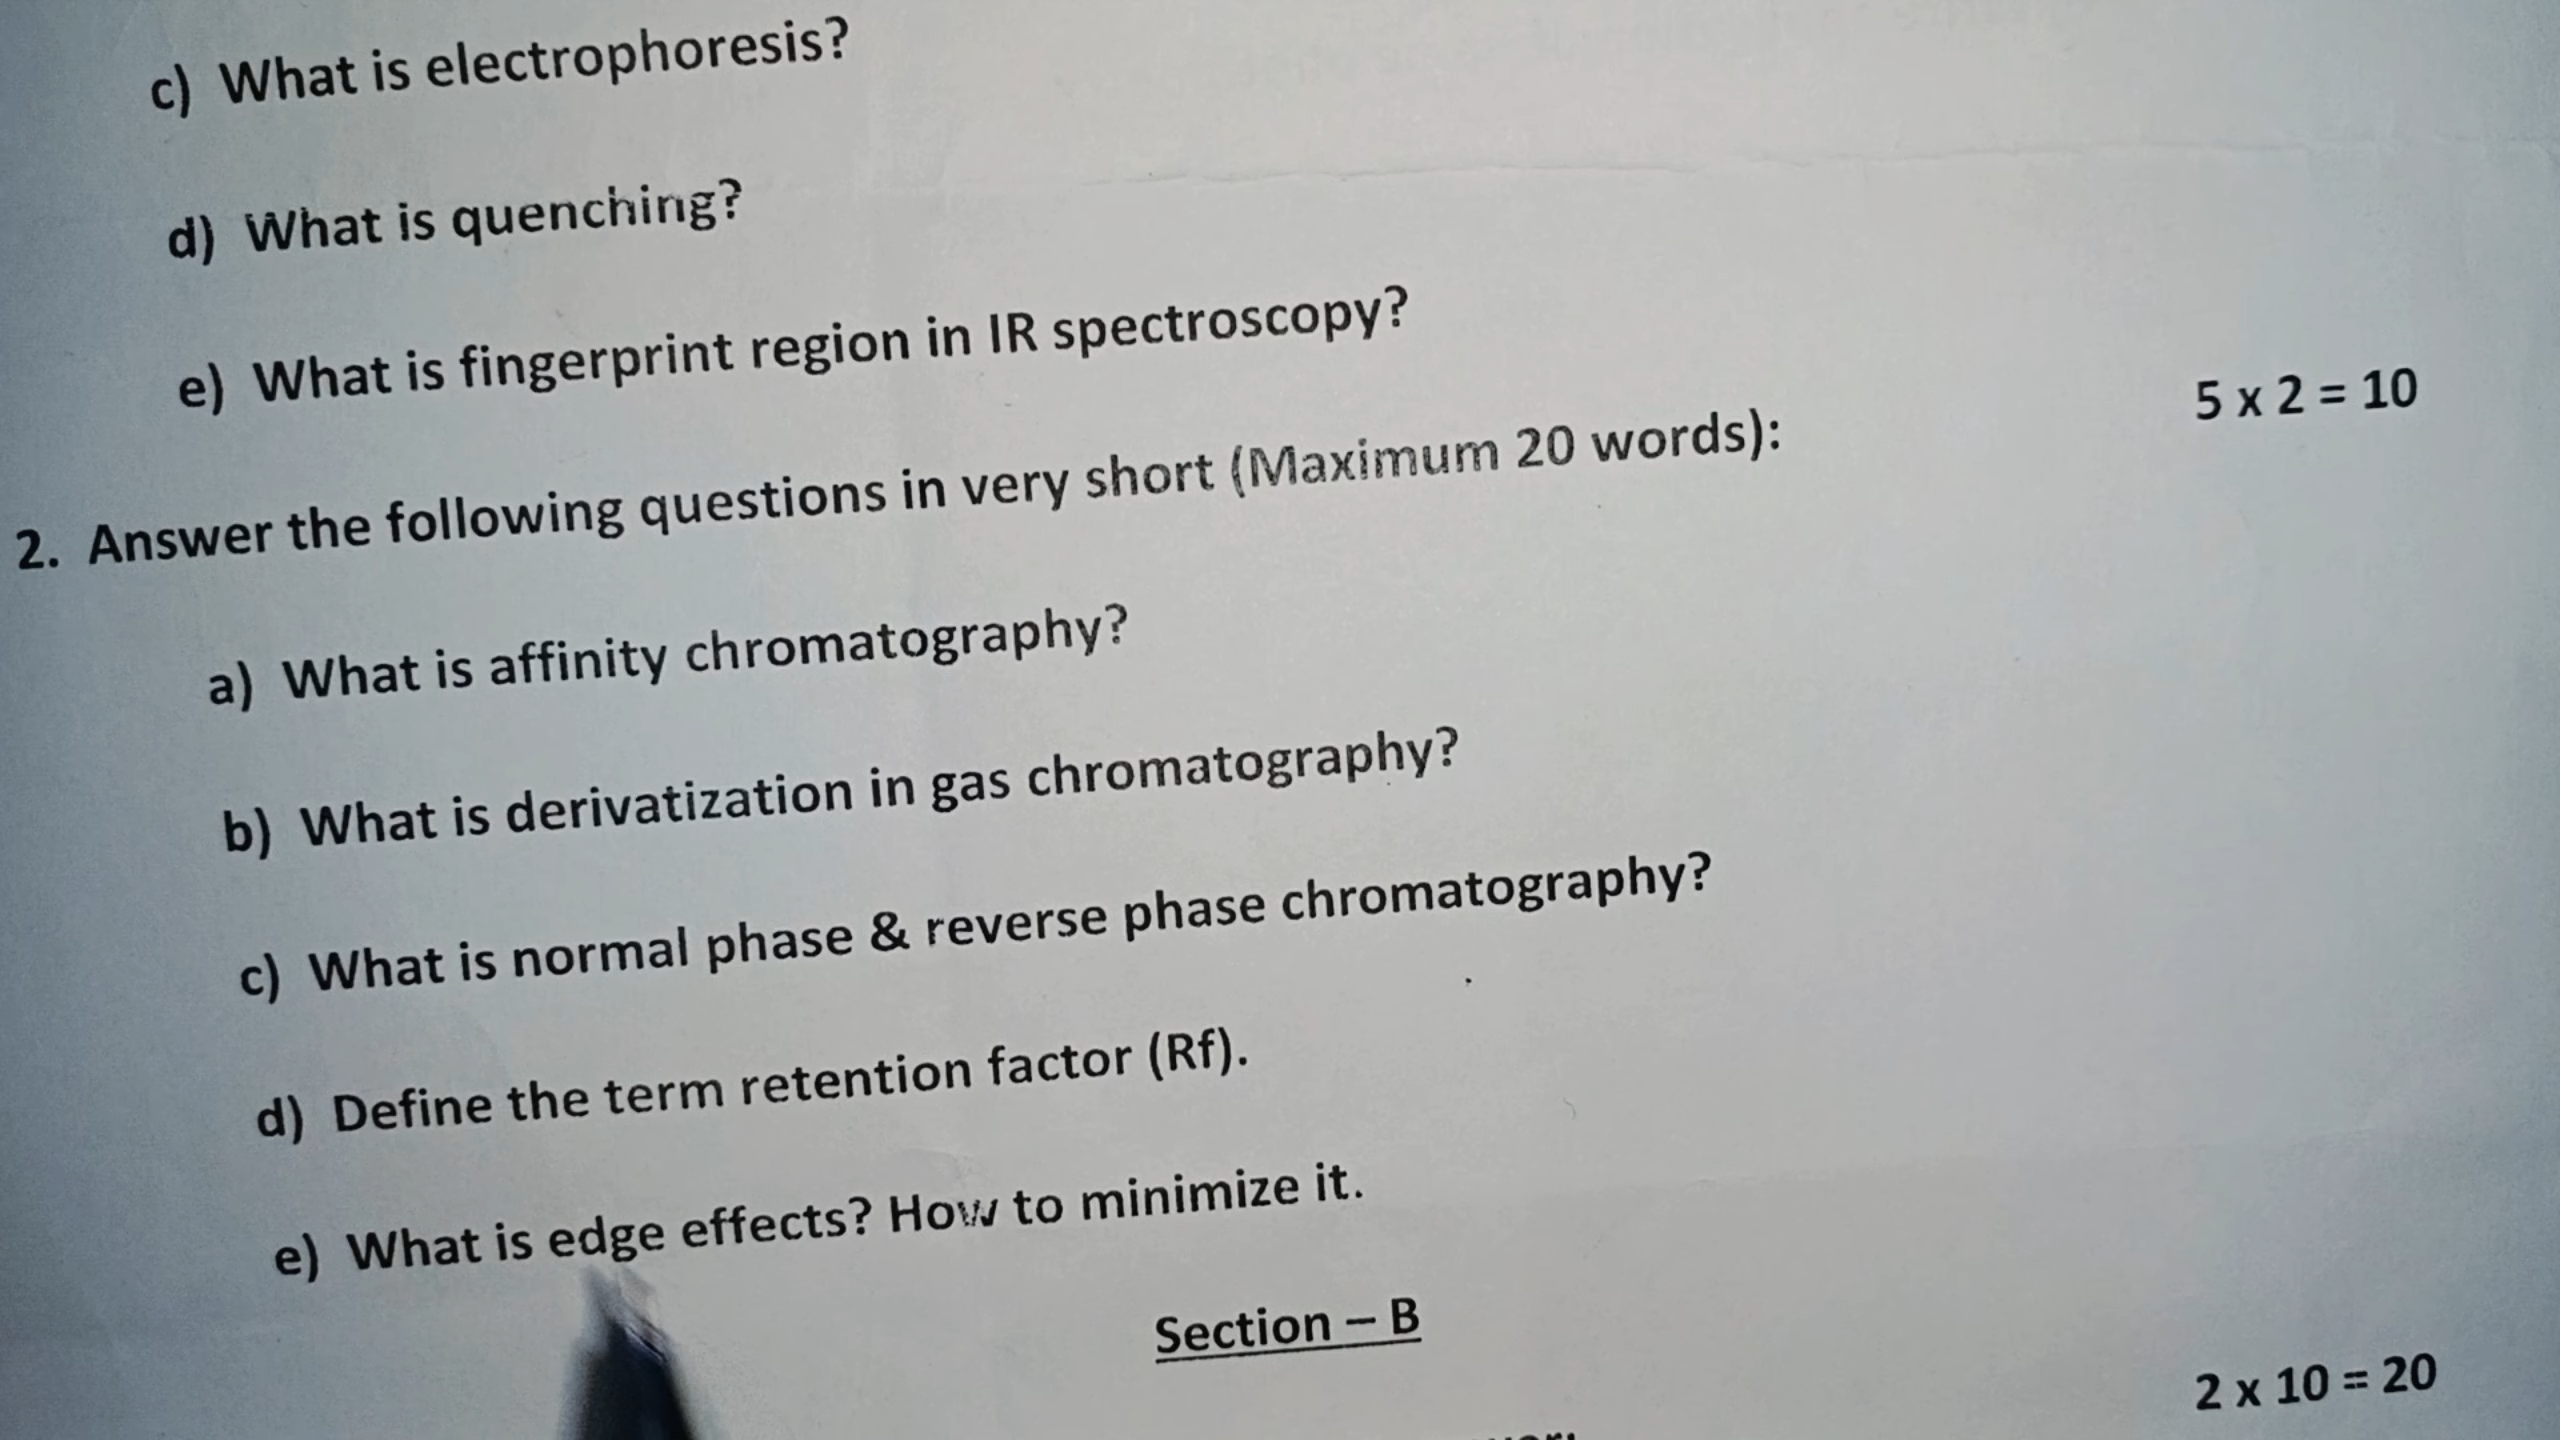 c) What is electrophoresis?
d) What is quenching?
e) What is fingerprint region in IR spectroscopy?
5 x 2 = 10
2. Answer the following questions in very short (Maximum 20 words):
a) What is affinity chromatography?
b) What is derivatization in gas chromatography?
c) What is normal phase & reverse phase chromatography?
d) Define the term retention factor (Rf).
e) What is edge effects? How to minimize it.
Section – B
2 x 10 = 20